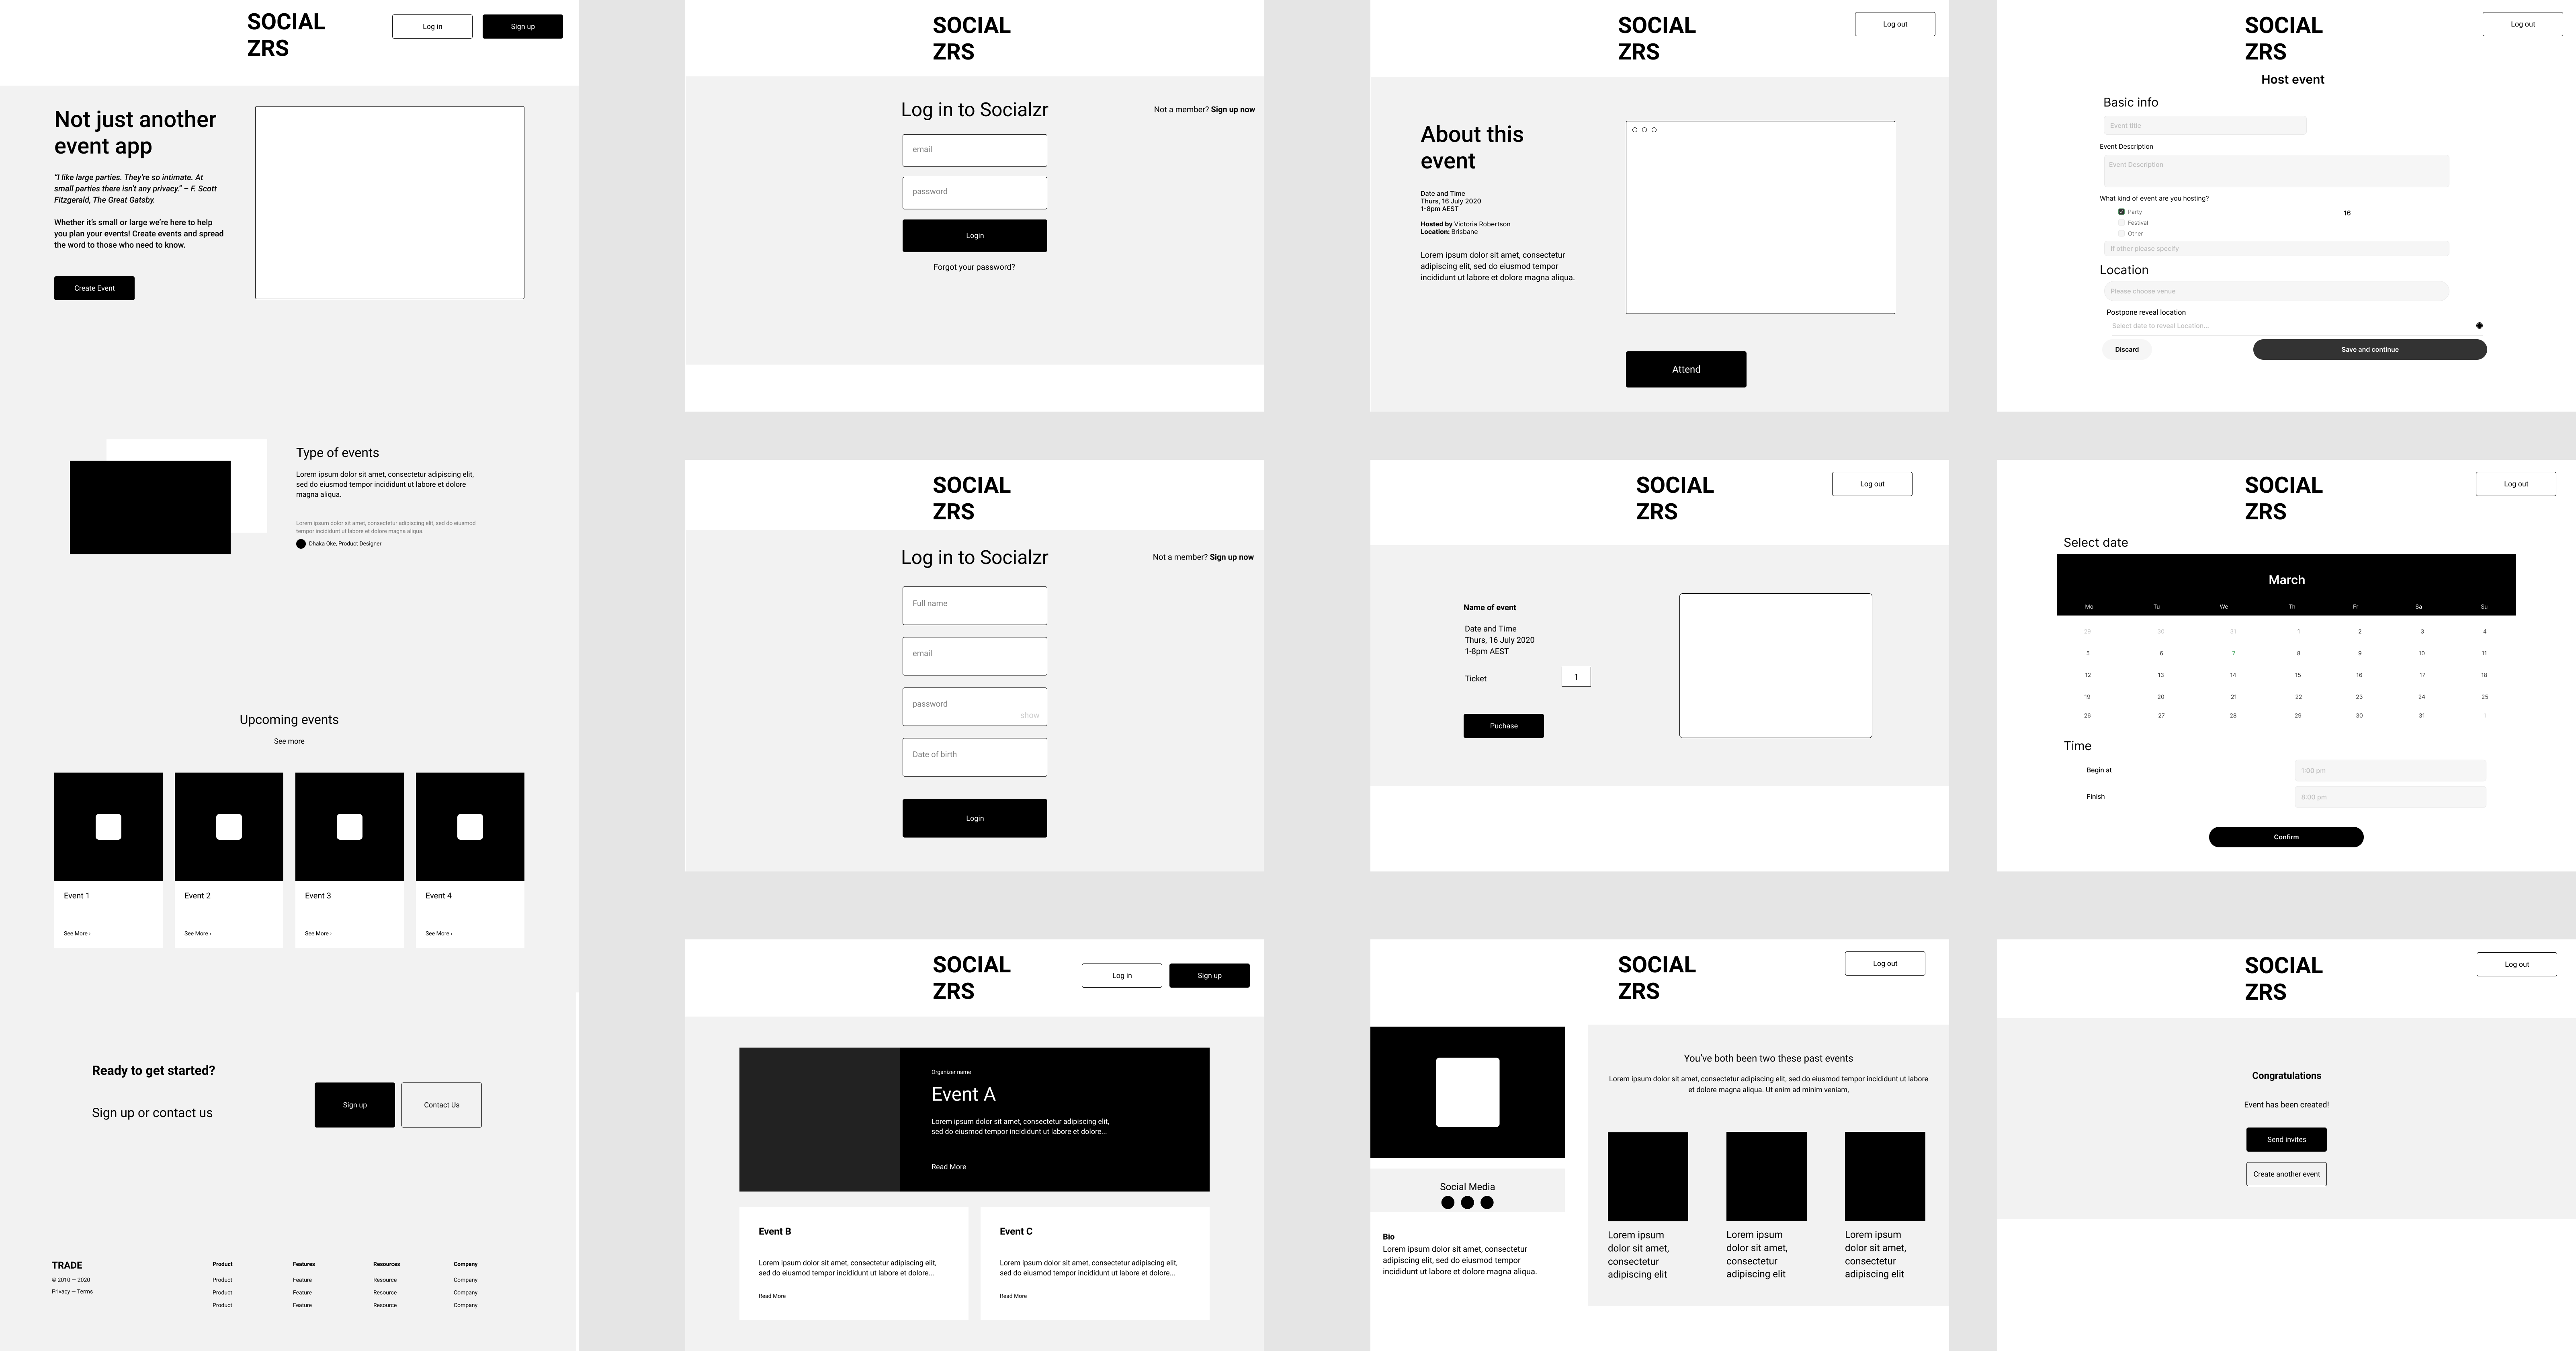 SOCIAL
ZRS
Log in
Sign up
Not just another
event app
"I like large parties. They're so intimate. At
small parties there isn't any privacy." – F. Scott
Fitzgerald, The Great Gatsby.
Whether it's small or large we're here to help
you plan your events! Create events and spread
the word to those who need to know.
Create Event
Type of events
Lorem ipsum dolor sit amet, consectetur adipiscing elit,
sed do eiusmod tempor incididunt ut labore et dolore
magna aliqua.
Lorem ipsum dolor sit amet, consectetur adipiscing elit, sed do eiusmod
tempor incididunt ut labore et dolore magna aliqua.
Dhaka Oke, Product Designer
Upcoming events
See more
Event 1
See More ›
Event 2
See More ›
Event 3
See More ›
Event 4
See More ›
Ready to get started?
Sign up or contact us
Sign up
Contact Us
TRADE
© 2010 — 2020
Privacy — Terms
Product
Product
Product
Product
Features
Feature
Feature
Feature
Resources
Resource
Resource
Resource
Company
Company
Company
Company
SOCIAL
ZRS
Log in to Socialzr
Not a member? Sign up now
email
password
Login
Forgot your password?
SOCIAL
ZRS
Log in to Socialzr
Not a member? Sign up now
Full name
email
password
show
Date of birth
Login
SOCIAL
ZRS
Log in
Sign up
Organizer name
Event A
Lorem ipsum dolor sit amet, consectetur adipiscing elit,
sed do eiusmod tempor incididunt ut labore et dolore...
Read More
Event B
Lorem ipsum dolor sit amet, consectetur adipiscing elit,
sed do eiusmod tempor incididunt ut labore et dolore...
Read More
Event C
Lorem ipsum dolor sit amet, consectetur adipiscing elit,
sed do eiusmod tempor incididunt ut labore et dolore...
Read More
SOCIAL
ZRS
Log out
About this
event
Date and Time
Thurs, 16 July 2020
1-8pm AEST
Hosted by Victoria Robertson
Location: Brisbane
Lorem ipsum dolor sit amet, consectetur
adipiscing elit, sed do eiusmod tempor
incididunt ut labore et dolore magna aliqua.
Attend
SOCIAL
ZRS
Log out
Name of event
Date and Time
Thurs, 16 July 2020
1-8pm AEST
Ticket
1
Puchase
SOCIAL
ZRS
Log out
Social Media
Bio
Lorem ipsum dolor sit amet, consectetur
adipiscing elit, sed do eiusmod tempor
incididunt ut labore et dolore magna aliqua.
You've both been two these past events
Lorem ipsum dolor sit amet, consectetur adipiscing elit, sed do eiusmod tempor incididunt ut labore
et dolore magna aliqua. Ut enim ad minim veniam,
Lorem ipsum
dolor sit amet,
consectetur
adipiscing elit
Lorem ipsum
dolor sit amet,
consectetur
adipiscing elit
Lorem ipsum
dolor sit amet,
consectetur
adipiscing elit
SOCIAL
ZRS
Log out
Host event
Basic info
Event title
Event Description
Event Description
What kind of event are you hosting?
Party
16
Festival
Other
If other please specify
Location
Please choose venue
Postpone reveal location
Select date to reveal Location...
Discard
Save and continue
SOCIAL
ZRS
Log out
Select date
March
Mo Tu We Th Fr Sa Su
29 30 31 1 2 3 4
5 6 7 8 9 10 11
12 13 14 15 16 17 18
19 20 21 22 23 24 25
26 27 28 29 30 31 1
Time
Begin at
1:00 pm
Finish
8:00 pm
Confirm
SOCIAL
ZRS
Log out
Congratulations
Event has been created!
Send invites
Create another event